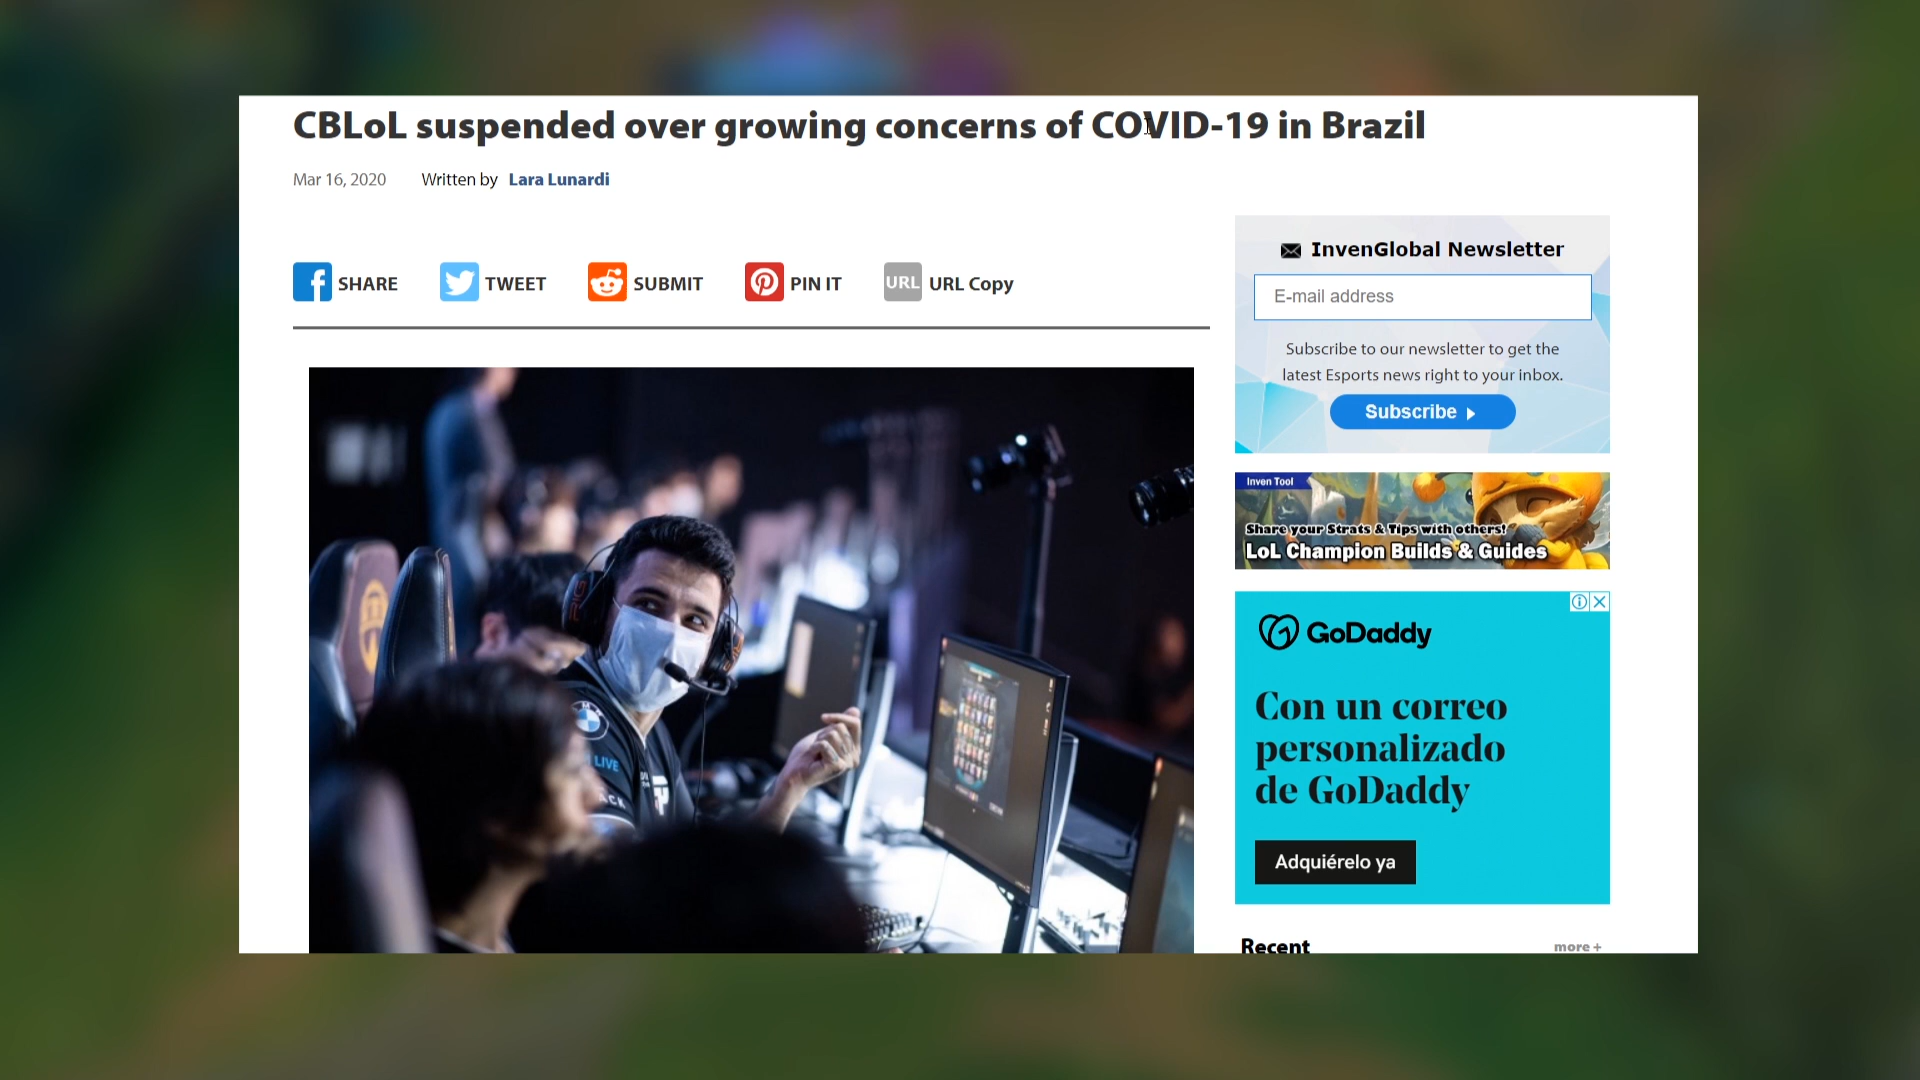 CBLoL suspended over growing concerns of COVID-19 in Brazil
Mar 16, 2020 Written by Lara Lunardi
SHARE
TWEET
SUBMIT
PIN IT
URL URL Copy
InvenGlobal Newsletter
E-mail address
Subscribe to our newsletter to get the
latest Esports news right to your inbox.
Subscribe
Inven Tool
Share your Strats & Tips with others!
LoL Champion Builds & Guides
GoDaddy
Con un correo
personalizado
de GoDaddy
Adquiérelo ya
Recent more +
LIVE